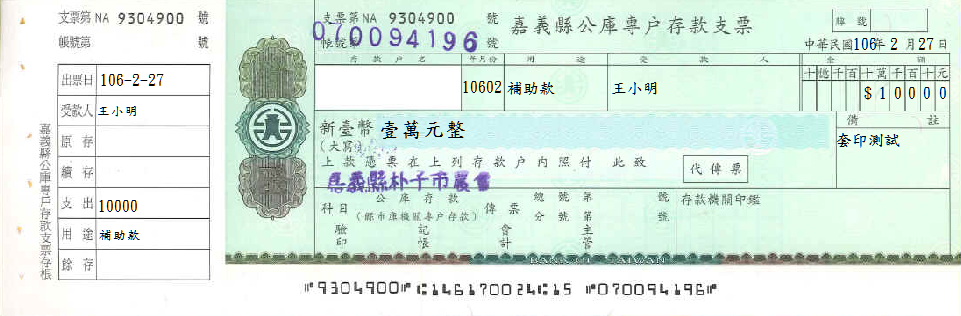 支票第NA 9304900 號
帳號第 號
出票日 106-2-27
受款人 王小明
原存
續存
支出 10000
用途 補助款
餘存
嘉義縣公庫專戶存款支票存根
支票第NA 9304900 號
帳號第 070094196 號
嘉義縣公庫專戶存款支票
牌號
中華民國106年2月27日
存款戶名 年月份 用途 受款人 金額
十億千百十萬千百十元
10602 補助款 王小明 $10000
新臺幣 壹萬元整
(大寫)
備註
套印測試
上款憑票在上列存款戶內照付 此致
代傳票
嘉義縣朴子市農會
科目 公庫存款 傳票 總號第 號 存款機關印鑑
(鄉市庫機關專戶存款) 分號第 號
驗印 記帳 會計 主管
BANK OF TAIWAN
⑈9304900⑈ ⑆146170024⑆15 ⑈070094196⑈